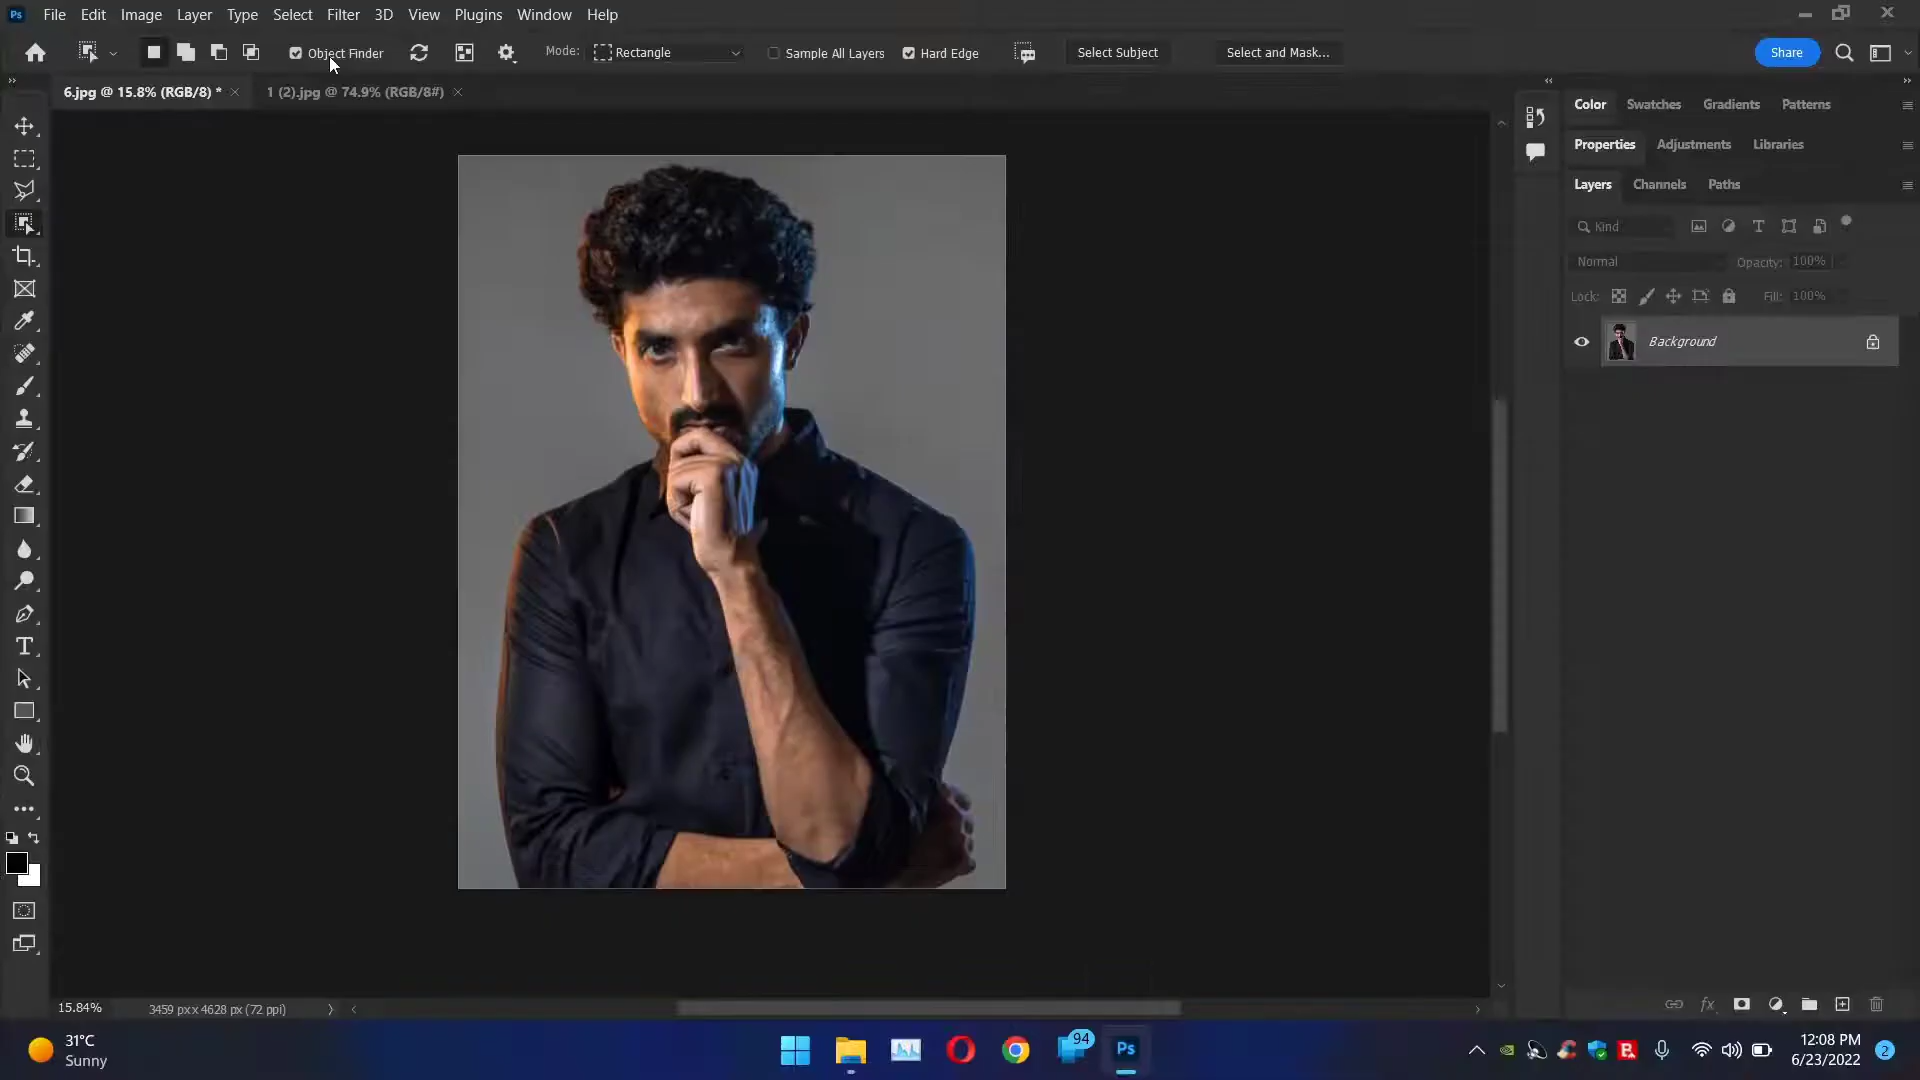 Ps File Edit Image Layer Type Select Filter 3D View Plugins Window Help
Object Finder Mode: Rectangle Sample All Layers Hard Edge Select Subject Select and Mask... Share
6.jpg @ 15.8% (RGB/8) * 1 (2).jpg @ 74.9% (RGB/8#)
Color Swatches Gradients Patterns
Properties Adjustments Libraries
Layers Channels Paths
Kind
Normal Opacity: 100%
Lock: Fill: 100%
Background
15.84% 3459 px x 4628 px (72 ppi)
31°C
Sunny
94
Ps
12:08 PM
6/23/2022
2